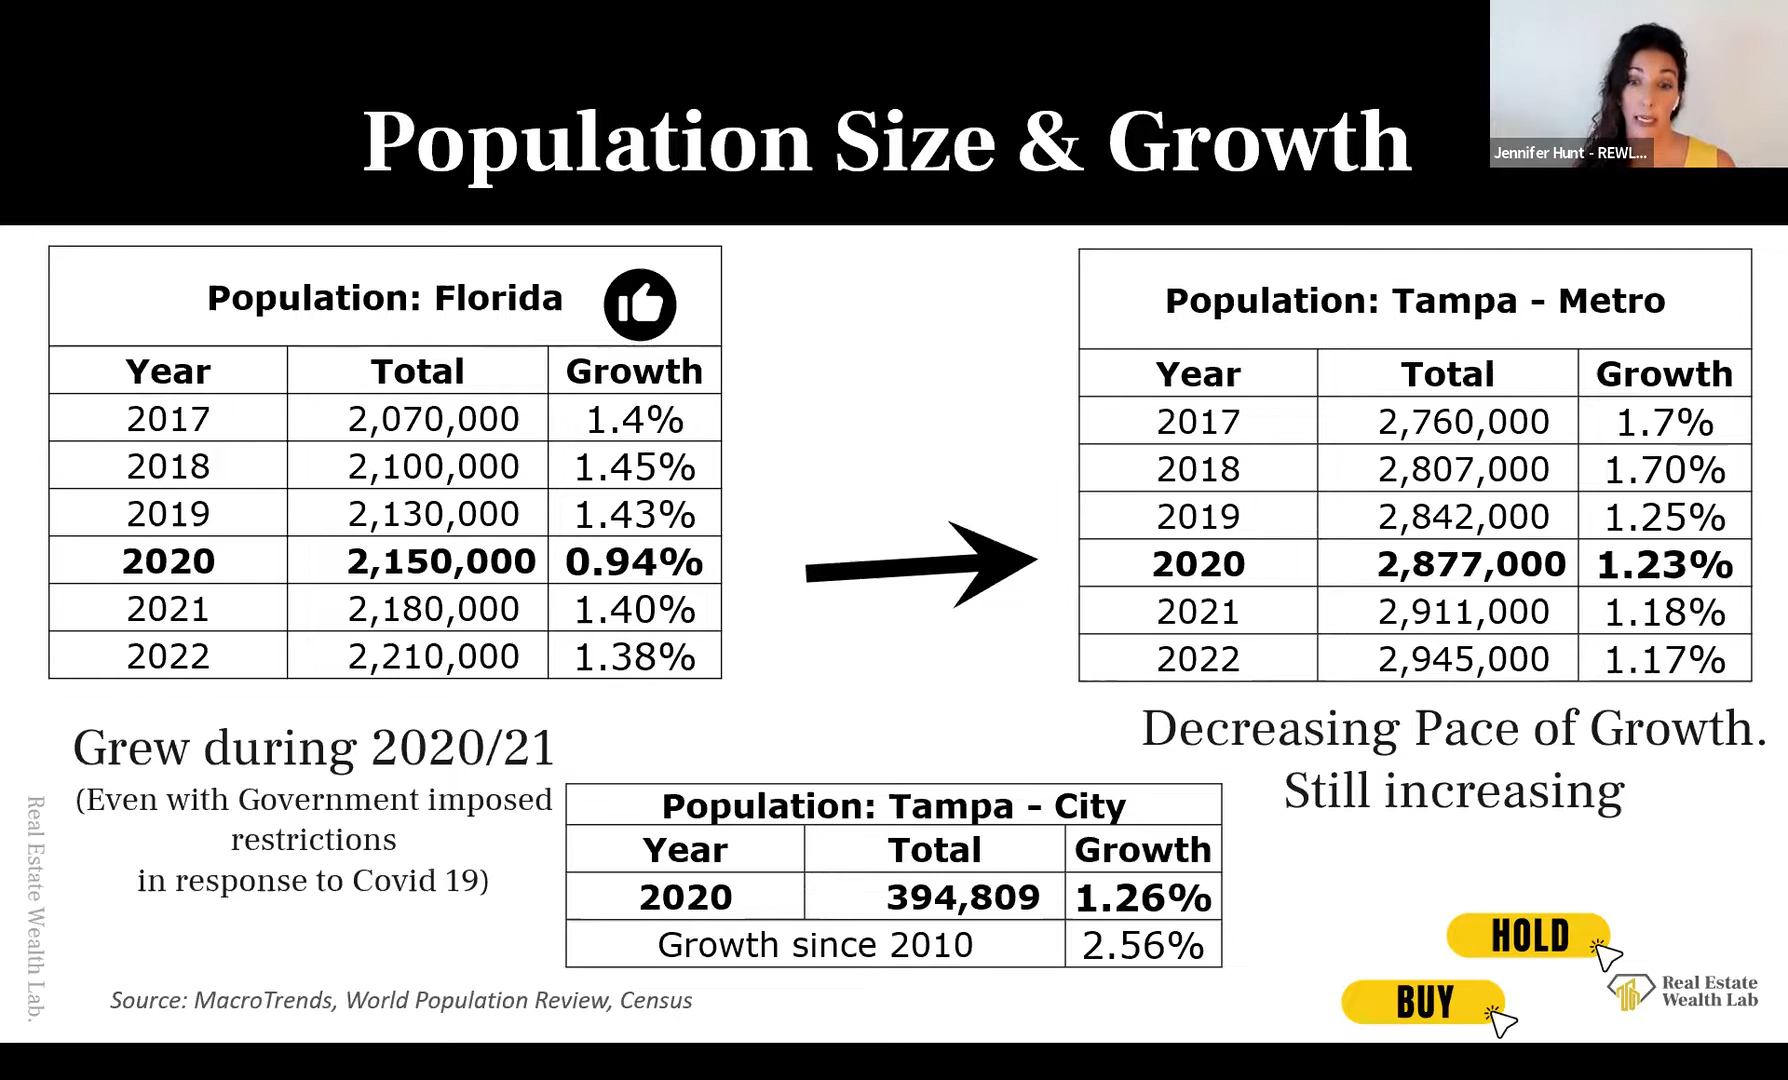 Population Size & Growth
Jennifer Hunt - REWL...
Population: Florida
Year Total Growth
2017 2,070,000 1.4%
2018 2,100,000 1.45%
2019 2,130,000 1.43%
2020 2,150,000 0.94%
2021 2,180,000 1.40%
2022 2,210,000 1.38%
Population: Tampa - Metro
Year Total Growth
2017 2,760,000 1.7%
2018 2,807,000 1.70%
2019 2,842,000 1.25%
2020 2,877,000 1.23%
2021 2,911,000 1.18%
2022 2,945,000 1.17%
Grew during 2020/21
(Even with Government imposed
restrictions
in response to Covid 19)
Decreasing Pace of Growth.
Still increasing
Population: Tampa - City
Year Total Growth
2020 394,809 1.26%
Growth since 2010 2.56%
Real Estate Wealth Lab.
Source: MacroTrends, World Population Review, Census
HOLD
BUY
Real Estate
Wealth Lab